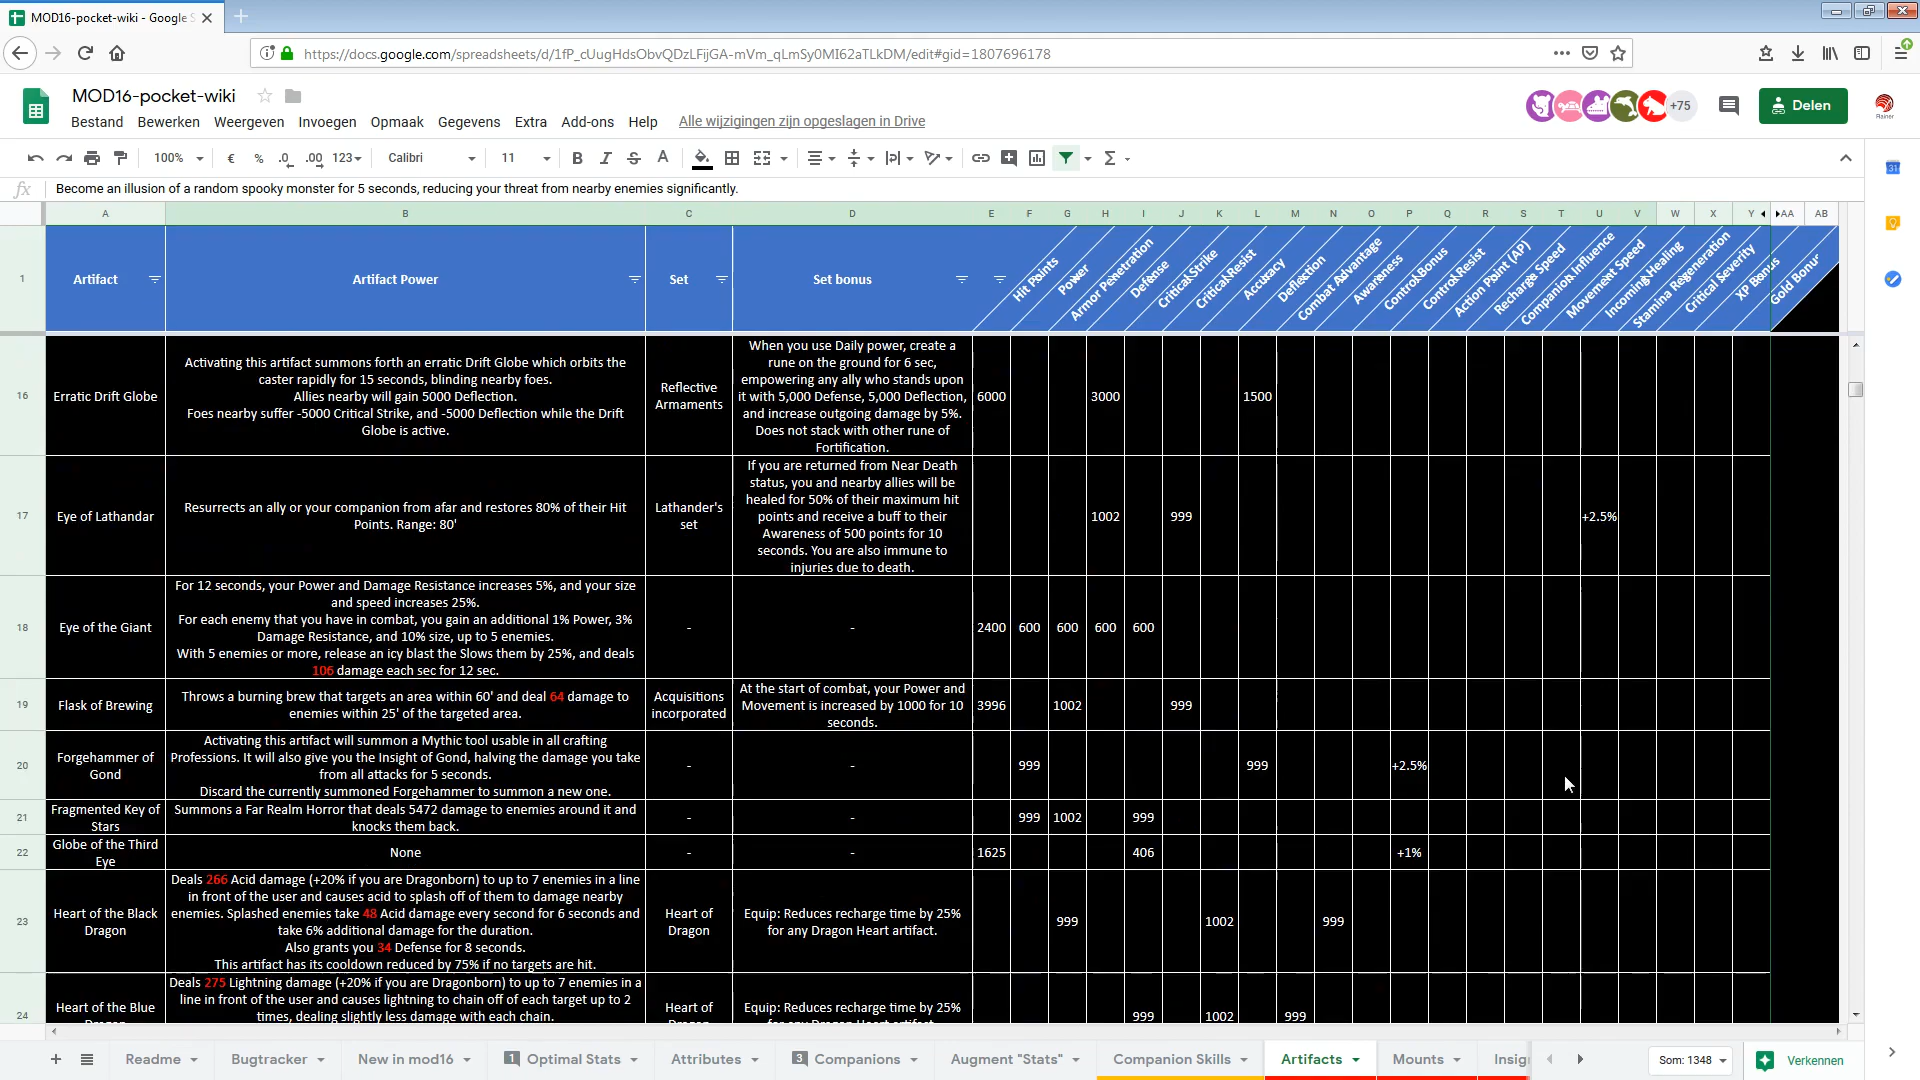 MOD16-pocket-wiki - Google S
https://docs.google.com/spreadsheets/d/1fP_cUugHdsObvQDzLFijGA-mVm_qLmSy0MI62aTLkDM/edit#gid=1807696178
MOD16-pocket-wiki
+75
Delen
Rainer
Bestand Bewerken Weergeven Invoegen Opmaak Gegevens Extra Add-ons Help Alle wijzigingen zijn opgeslagen in Drive
100% € % .0 .00 123 Calibri 11 B I S A Σ
31
fx Become an illusion of a random spooky monster for 5 seconds, reducing your threat from nearby enemies significantly.
A B C D E F G H I J K L M N O P Q R S T U V W X Y AA AB
1 Artifact Artifact Power Set Set bonus
Hit Points
Power
Armor Penetration
Defense
Critical Strike
Critical Resist
Accuracy
Deflection
Combat Advantage
Awareness
Control Bonus
Control Resist
Action Point (AP)
Recharge Speed
Companion Influence
Movement Speed
Incoming Healing
Stamina Regeneration
Critical Severity
XP Bonus
Gold Bonus
16 Erratic Drift Globe
Activating this artifact summons forth an erratic Drift Globe which orbits the
caster rapidly for 15 seconds, blinding nearby foes.
Allies nearby will gain 5000 Deflection.
Foes nearby suffer -5000 Critical Strike, and -5000 Deflection while the Drift
Globe is active.
Reflective
Armaments
When you use Daily power, create a
rune on the ground for 6 sec,
empowering any ally who stands upon
it with 5,000 Defense, 5,000 Deflection,
and increase outgoing damage by 5%.
Does not stack with other rune of
Fortification.
6000 3000 1500
17 Eye of Lathandar
Resurrects an ally or your companion from afar and restores 80% of their Hit
Points. Range: 80'
Lathander's
set
If you are returned from Near Death
status, you and nearby allies will be
healed for 50% of their maximum hit
points and receive a buff to their
Awareness of 500 points for 10
seconds. You are also immune to
injuries due to death.
1002 999 +2.5%
18 Eye of the Giant
For 12 seconds, your Power and Damage Resistance increases 5%, and your size
and speed increases 25%.
For each enemy that you have in combat, you gain an additional 1% Power, 3%
Damage Resistance, and 10% size, up to 5 enemies.
With 5 enemies or more, release an icy blast the Slows them by 25%, and deals
106 damage each sec for 12 sec.
- - 2400 600 600 600 600
19 Flask of Brewing
Throws a burning brew that targets an area within 60' and deal 64 damage to
enemies within 25' of the targeted area.
Acquisitions
incorporated
At the start of combat, your Power and
Movement is increased by 1000 for 10
seconds.
3996 1002 999
20 Forgehammer of
Gond
Activating this artifact will summon a Mythic tool usable in all crafting
Professions. It will also give you the Insight of Gond, halving the damage you take
from all attacks for 5 seconds.
Discard the currently summoned Forgehammer to summon a new one.
- - 999 999 +2.5%
21 Fragmented Key of
Stars
Summons a Far Realm Horror that deals 5472 damage to enemies around it and
knocks them back.
- - 999 1002 999
22 Globe of the Third
Eye
None - - 1625 406 +1%
23 Heart of the Black
Dragon
Deals 266 Acid damage (+20% if you are Dragonborn) to up to 7 enemies in a line
in front of the user and causes acid to splash off of them to damage nearby
enemies. Splashed enemies take 48 Acid damage every second for 6 seconds and
take 6% additional damage for the duration.
Also grants you 34 Defense for 8 seconds.
This artifact has its cooldown reduced by 75% if no targets are hit.
Heart of
Dragon
Equip: Reduces recharge time by 25%
for any Dragon Heart artifact.
999 1002 999
24 Heart of the Blue
Dragon
Deals 275 Lightning damage (+20% if you are Dragonborn) to up to 7 enemies in a
line in front of the user and causes lightning to chain off of each target up to 2
times, dealing slightly less damage with each chain.
Heart of
Dragon
Equip: Reduces recharge time by 25%
for any Dragon Heart artifact.
999 1002 999
+ Readme Bugtracker New in mod16 1 Optimal Stats Attributes 3 Companions Augment "Stats" Companion Skills Artifacts Mounts Insig Som: 1348 Verkennen